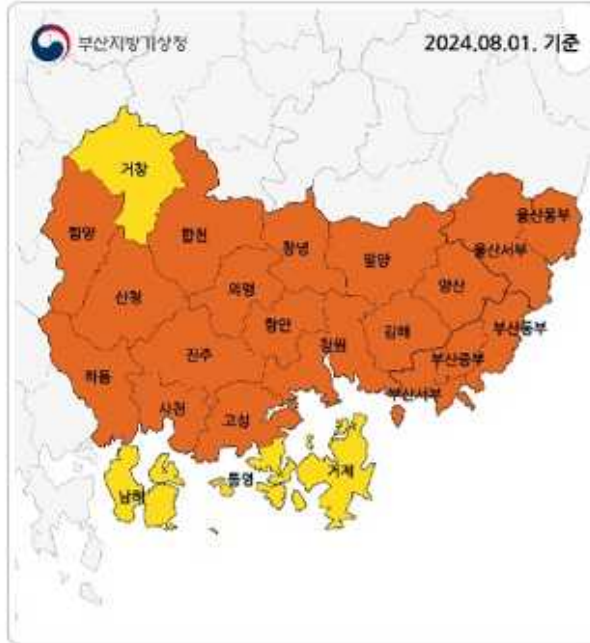 부산지방기상청
2024.08.01. 기준
거창
함양
합천
창녕
밀양
울산동부
울산서부
산청
의령
양산
함안
창원
김해
부산동부
하동
진주
부산중부
사천
고성
부산서부
남해
통영
거제